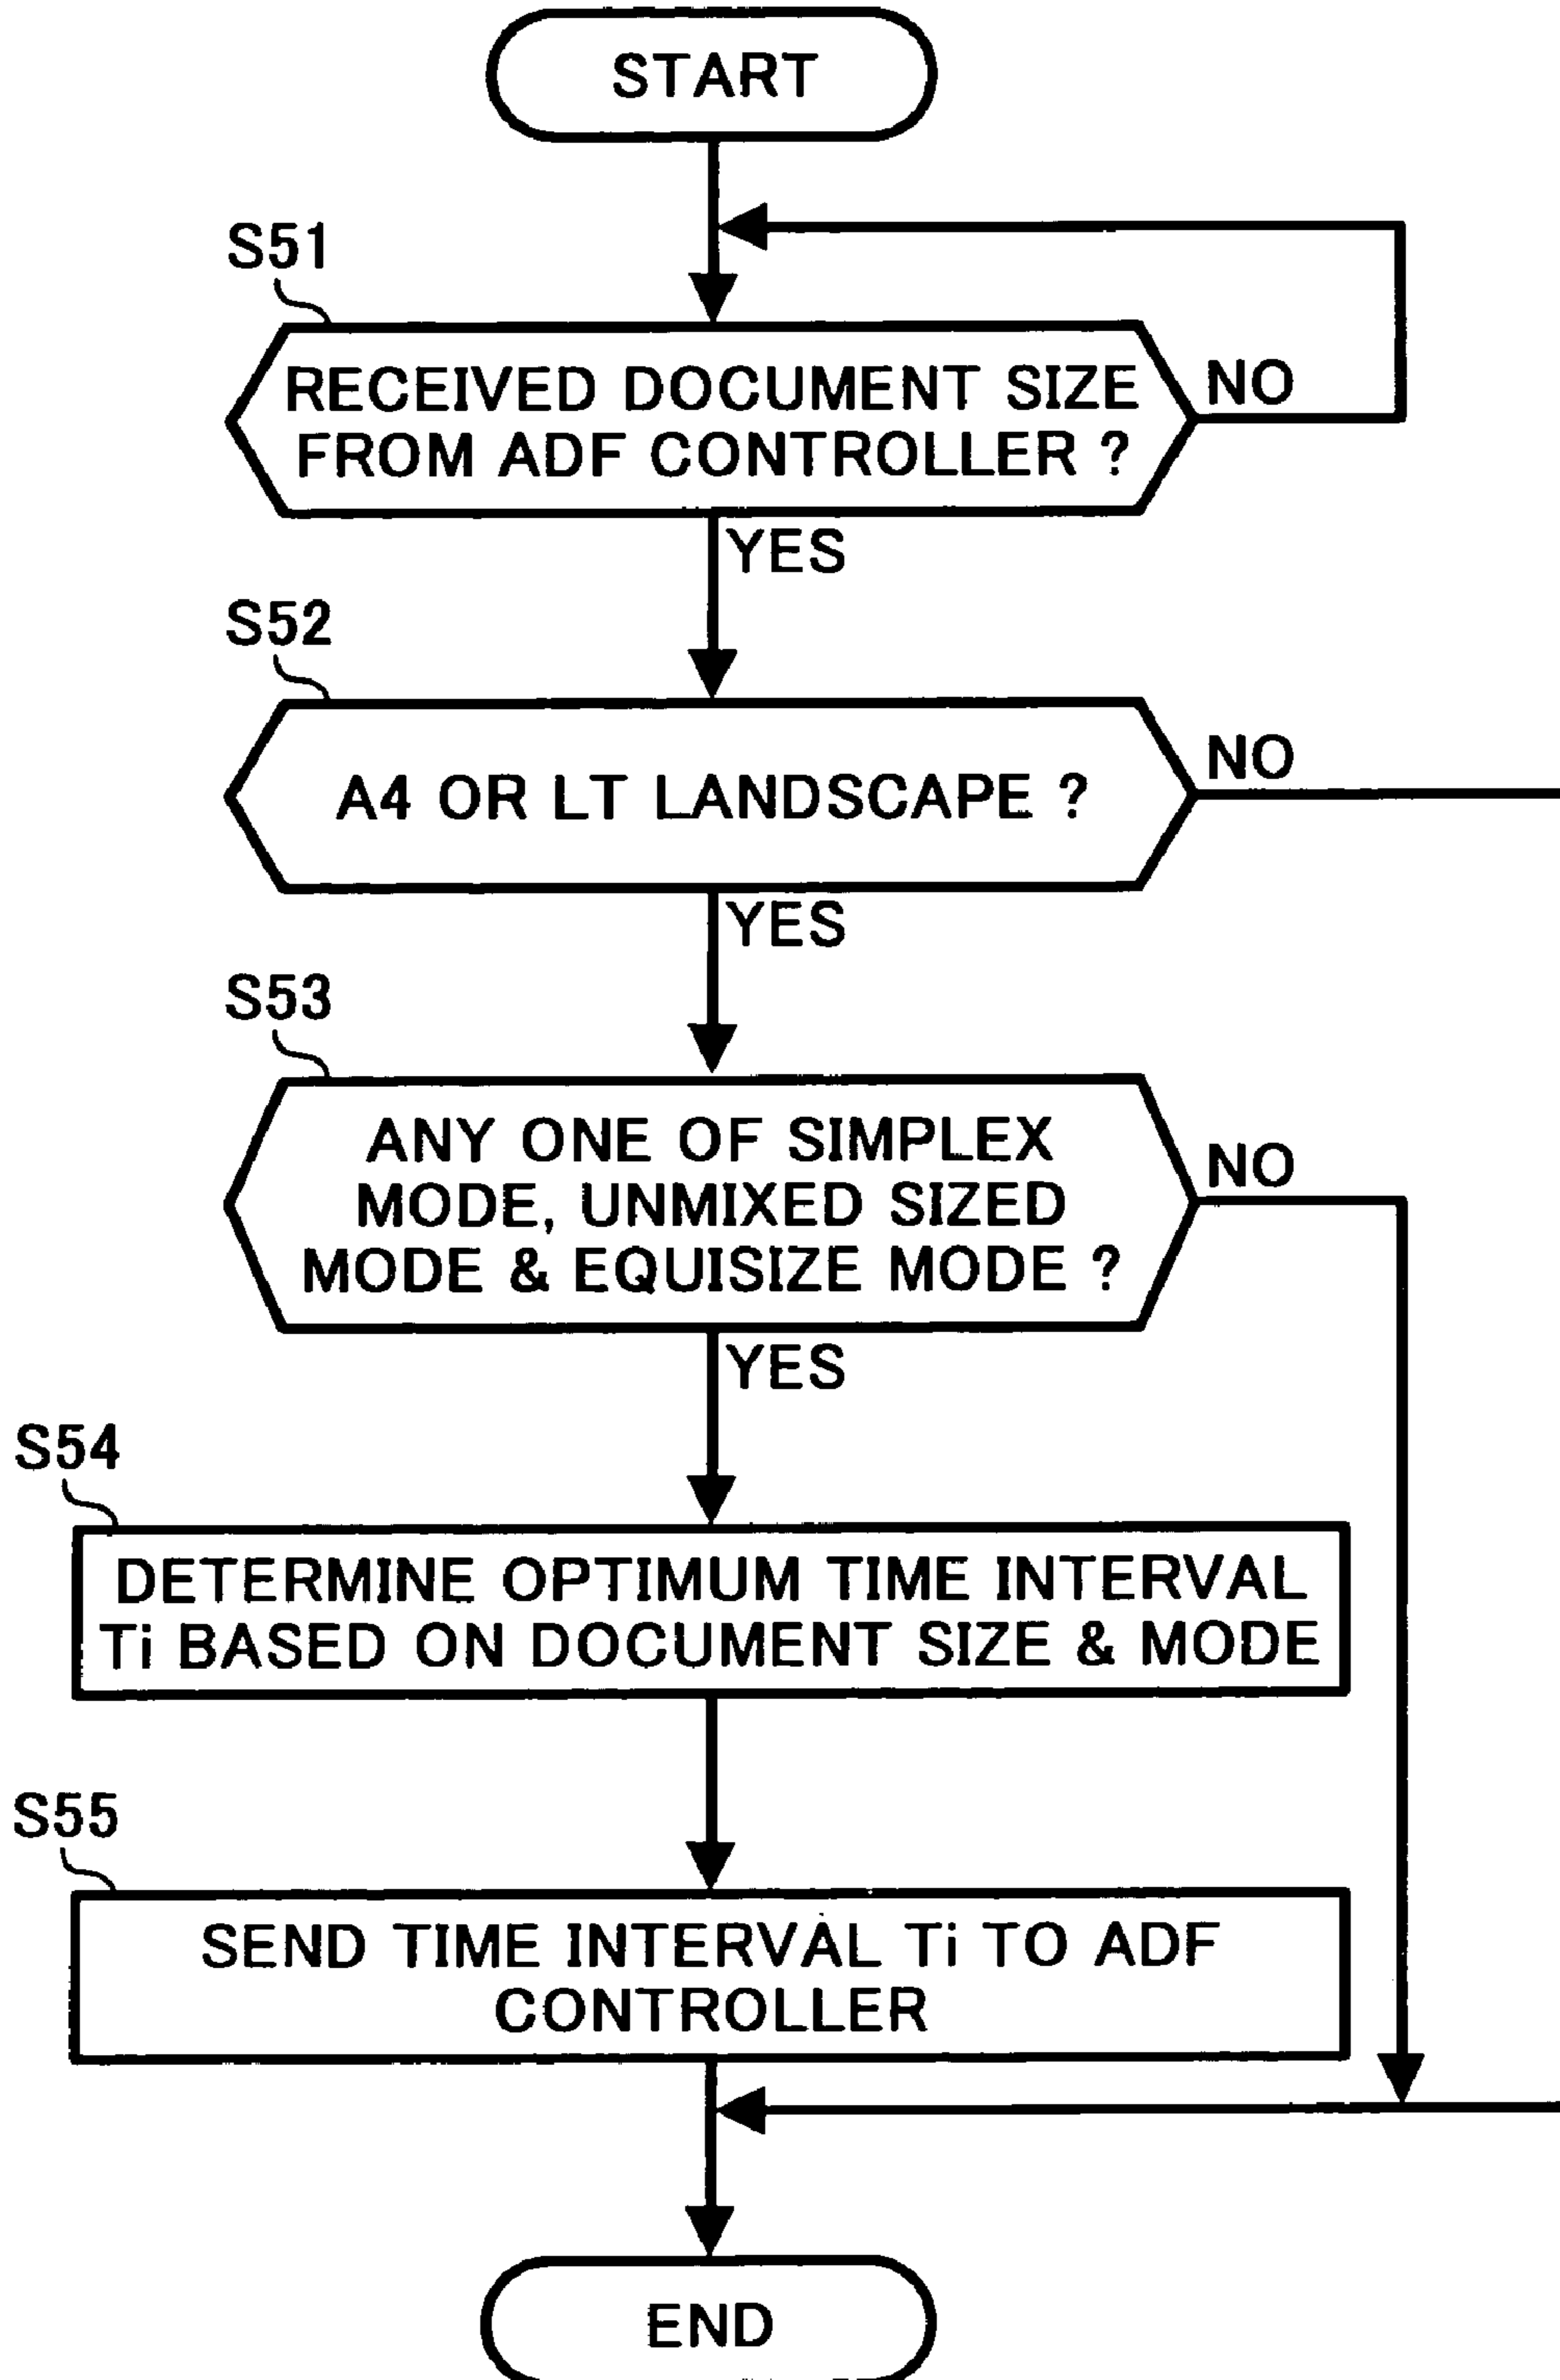 START
S51
RECEIVED DOCUMENT SIZE
FROM ADF CONTROLLER ?
NO
YES
S52
A4 OR LT LANDSCAPE ?
NO
YES
S53
ANY ONE OF SIMPLEX
MODE, UNMIXED SIZED
MODE & EQUISIZE MODE ?
NO
YES
S54
DETERMINE OPTIMUM TIME INTERVAL
Ti BASED ON DOCUMENT SIZE & MODE
S55
SEND TIME INTERVAL Ti TO ADF
CONTROLLER
END